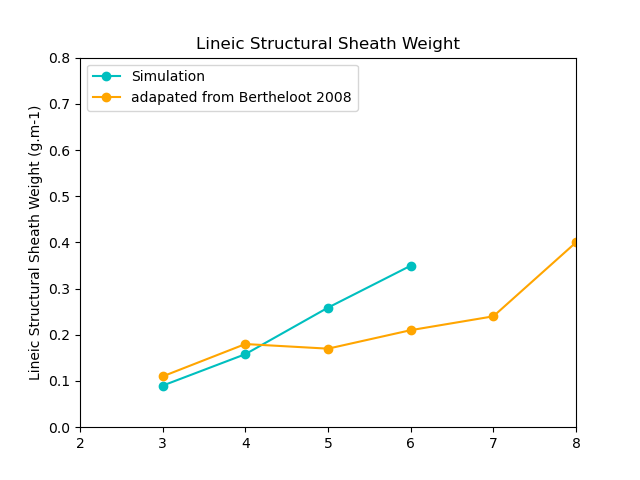 Lineic Structural Sheath Weight
Simulation
adapated from Bertheloot 2008
Lineic Structural Sheath Weight (g.m-1)
0.8
0.7
0.6
0.5
0.4
0.3
0.2
0.1
0.0
2 3 4 5 6 7 8